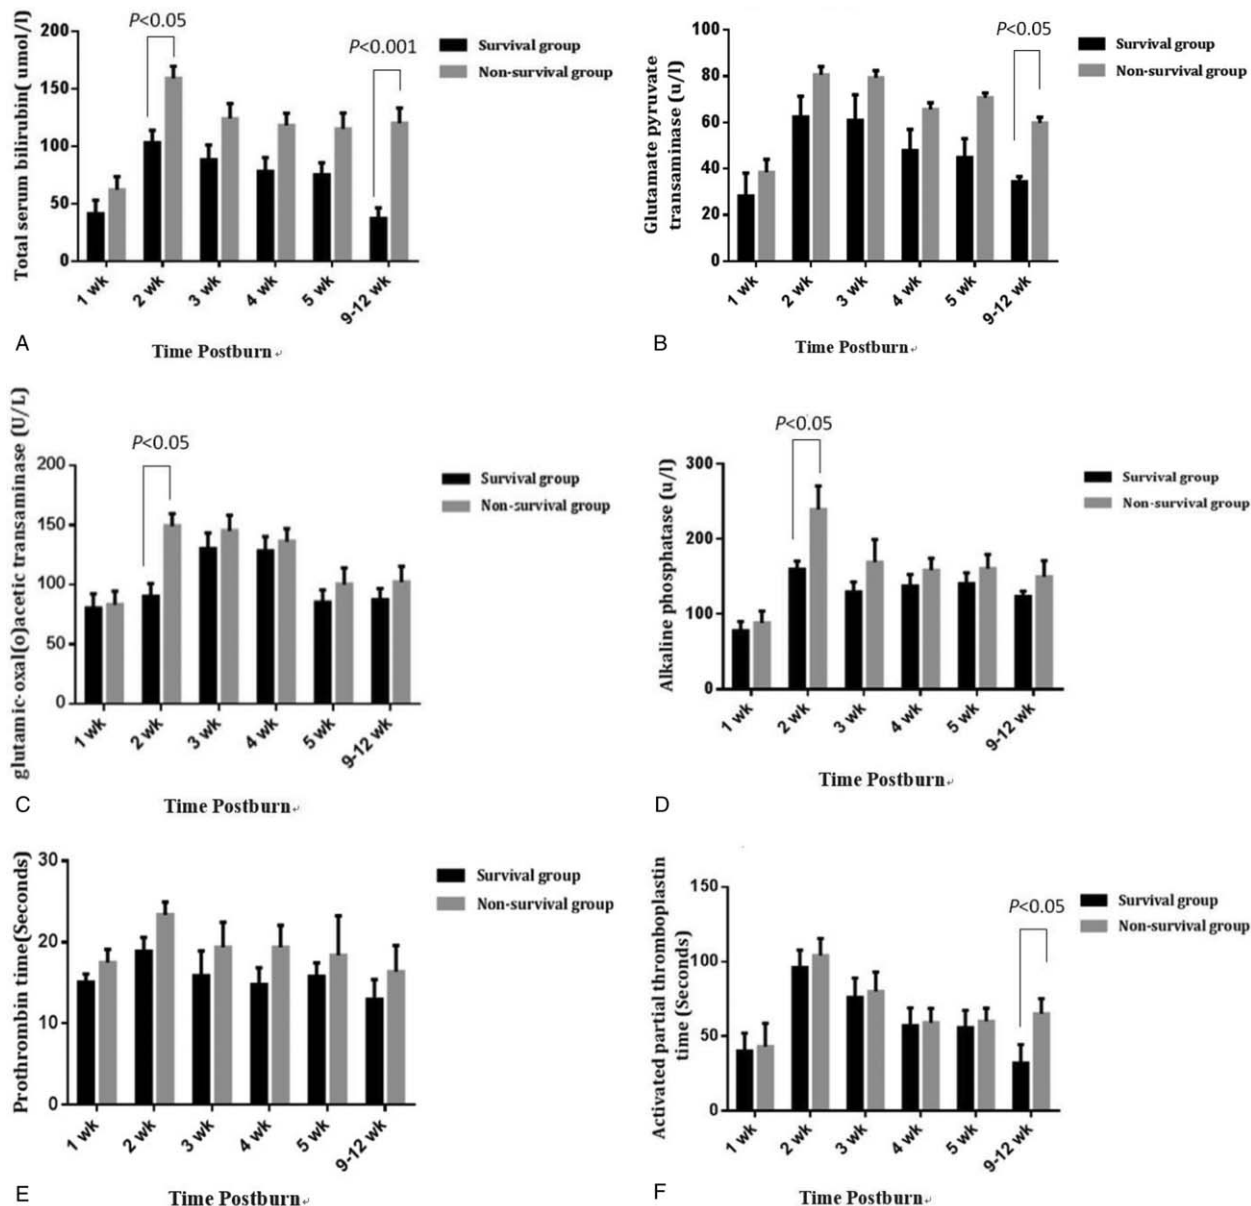 P<0.05
P<0.001
200
150
100
50
0
Total serum bilirubin( umol/l)
Survival group
Non-survival group
1 wk
2 wk
3 wk
4 wk
5 wk
9-12 wk
A
Time Postburn
P<0.05
100
80
60
40
20
0
Glutamate pyruvate
transaminase (u/l)
Survival group
Non-survival group
1 wk
2 wk
3 wk
4 wk
5 wk
9-12 wk
B
Time Postburn
P<0.05
200
150
100
50
0
glutamic-oxal(o)acetic transaminase (U/L)
Survival group
Non-survival group
1 wk
2 wk
3 wk
4 wk
5 wk
9-12 wk
C
Time Postburn
P<0.05
300
200
100
0
Alkaline phosphatase (u/l)
Survival group
Non-survival group
1 wk
2 wk
3 wk
4 wk
5 wk
9-12 wk
D
Time Postburn
30
20
10
0
Prothrombin time(Seconds)
Survival group
Non-survival group
1 wk
2 wk
3 wk
4 wk
5 wk
9-12 wk
E
Time Postburn
P<0.05
150
100
50
0
Activated partial thromboplastin
time (Seconds)
Survival group
Non-survival group
1 wk
2 wk
3 wk
4 wk
5 wk
9-12 wk
F
Time Postburn